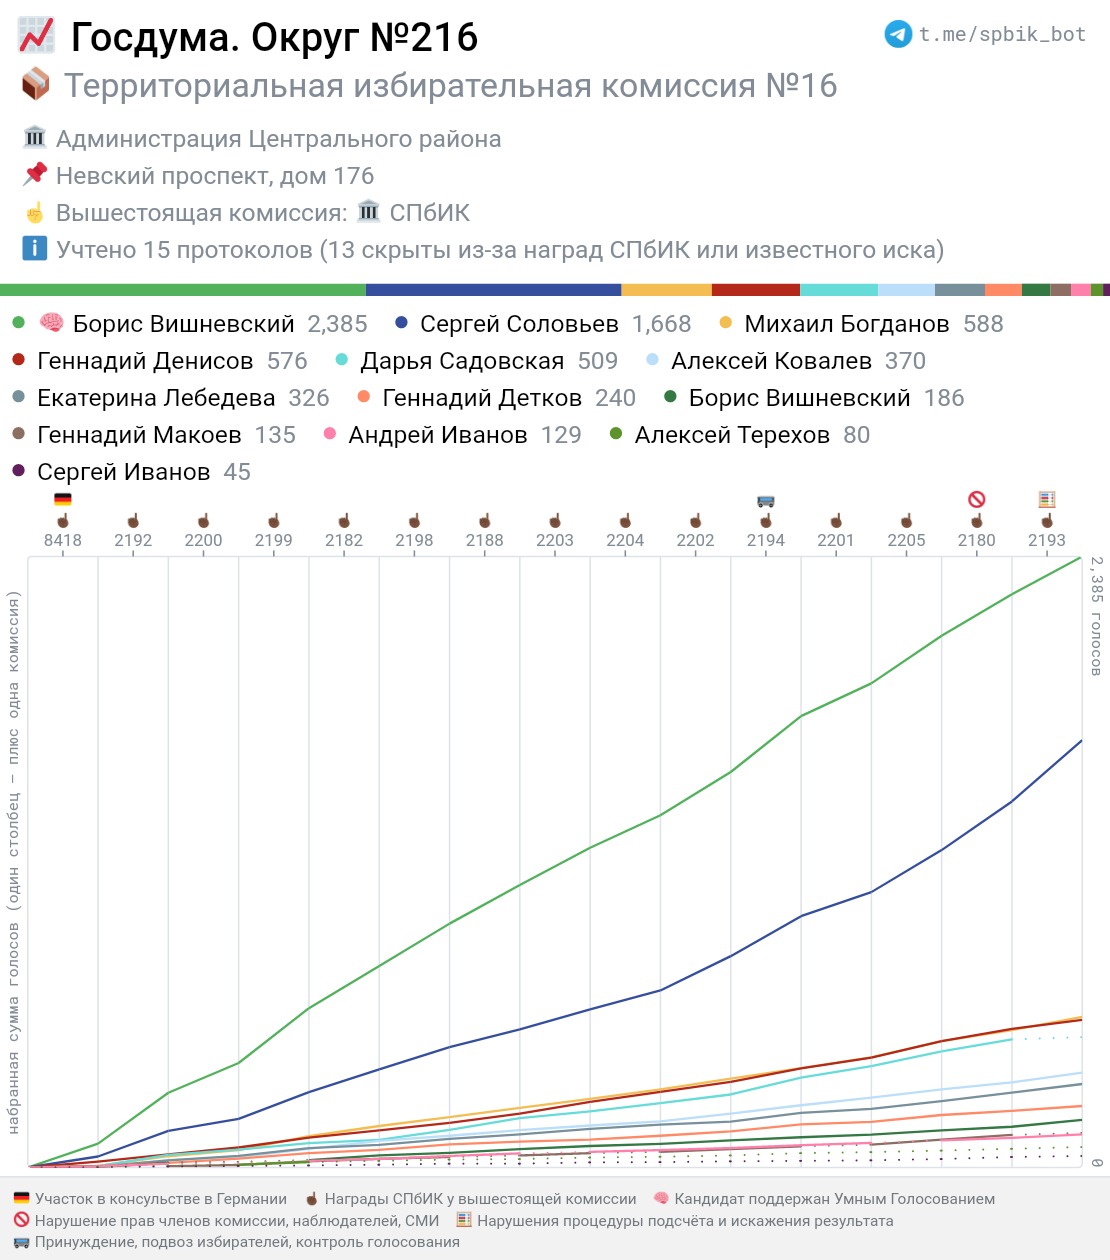 Госдума. Округ №216
t.me/spbik_bot
Территориальная избирательная комиссия №16
Администрация Центрального района
Невский проспект, дом 176
Вышестоящая комиссия: СПбИК
Учтено 15 протоколов (13 скрыты из-за наград СПбИК или известного иска)
Борис Вишневский 2,385 Сергей Соловьев 1,668 Михаил Богданов 588
Геннадий Денисов 576 Дарья Садовская 509 Алексей Ковалев 370
Екатерина Лебедева 326 Геннадий Детков 240 Борис Вишневский 186
Геннадий Макоев 135 Андрей Иванов 129 Алексей Терехов 80
Сергей Иванов 45
8418 2192 2200 2199 2182 2198 2188 2203 2204 2202 2194 2201 2205 2180 2193
набранная сумма голосов (один столбец — плюс одна комиссия)
2,385 голосов
0
Участок в консульстве в Германии Награды СПбИК у вышестоящей комиссии Кандидат поддержан Умным Голосованием
Нарушение прав членов комиссии, наблюдателей, СМИ Нарушения процедуры подсчёта и искажения результата
Принуждение, подвоз избирателей, контроль голосования